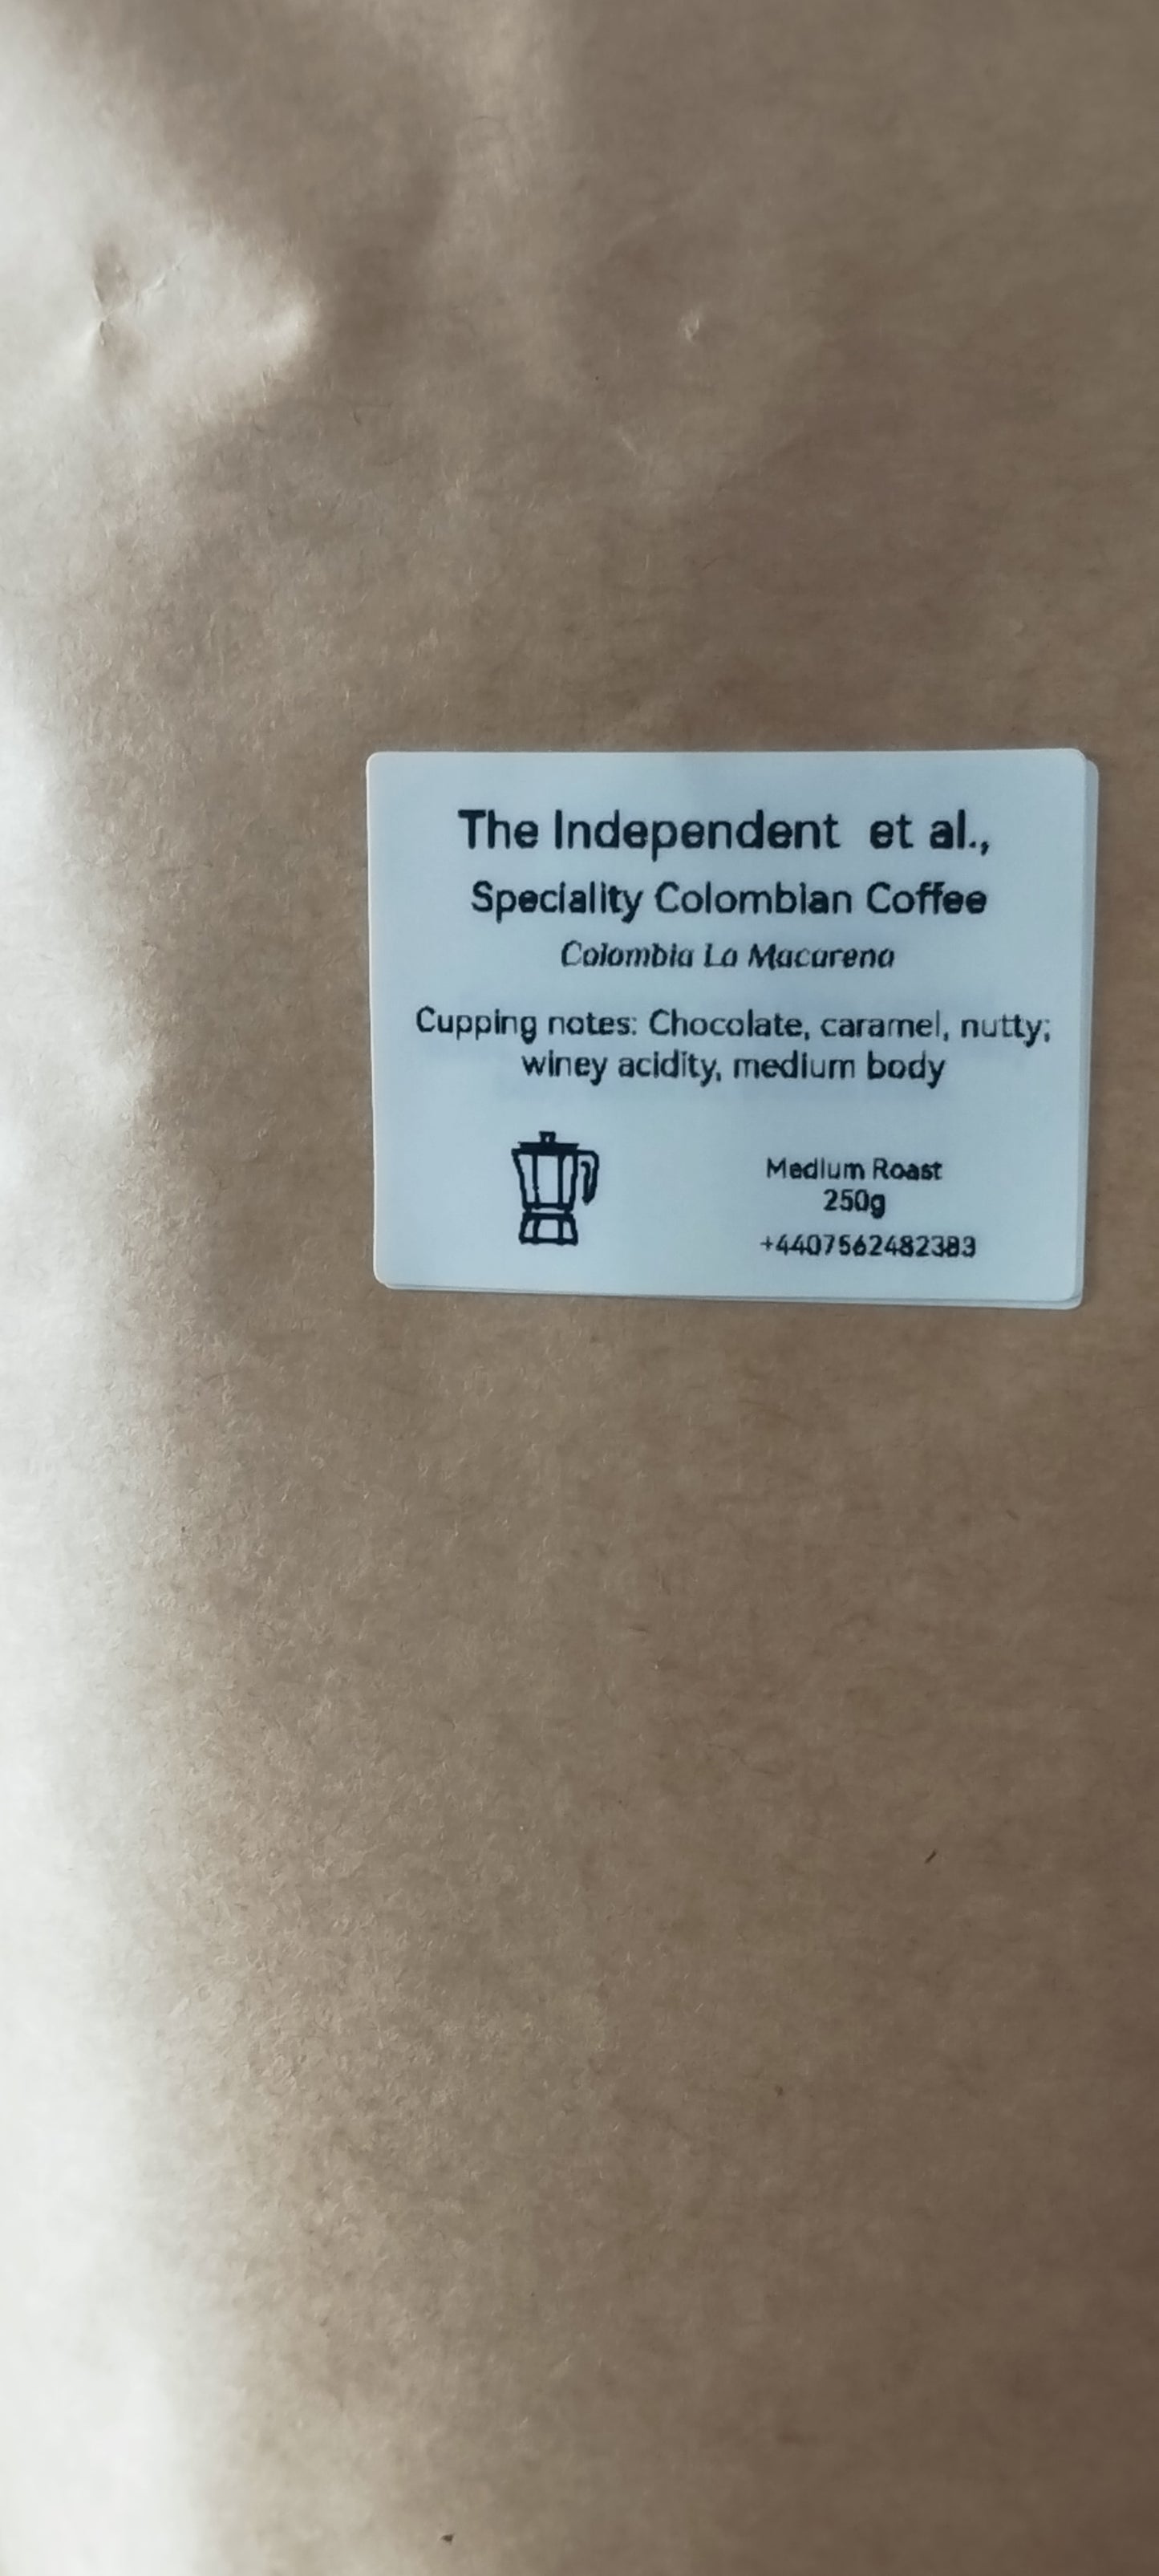 The Independent et al.,
Speciality Colombian Coffee
Colombia La Macarena
Cupping notes: Chocolate, caramel, nutty;
winey acidity, medium body
Medium Roast
250g
+4407562482383